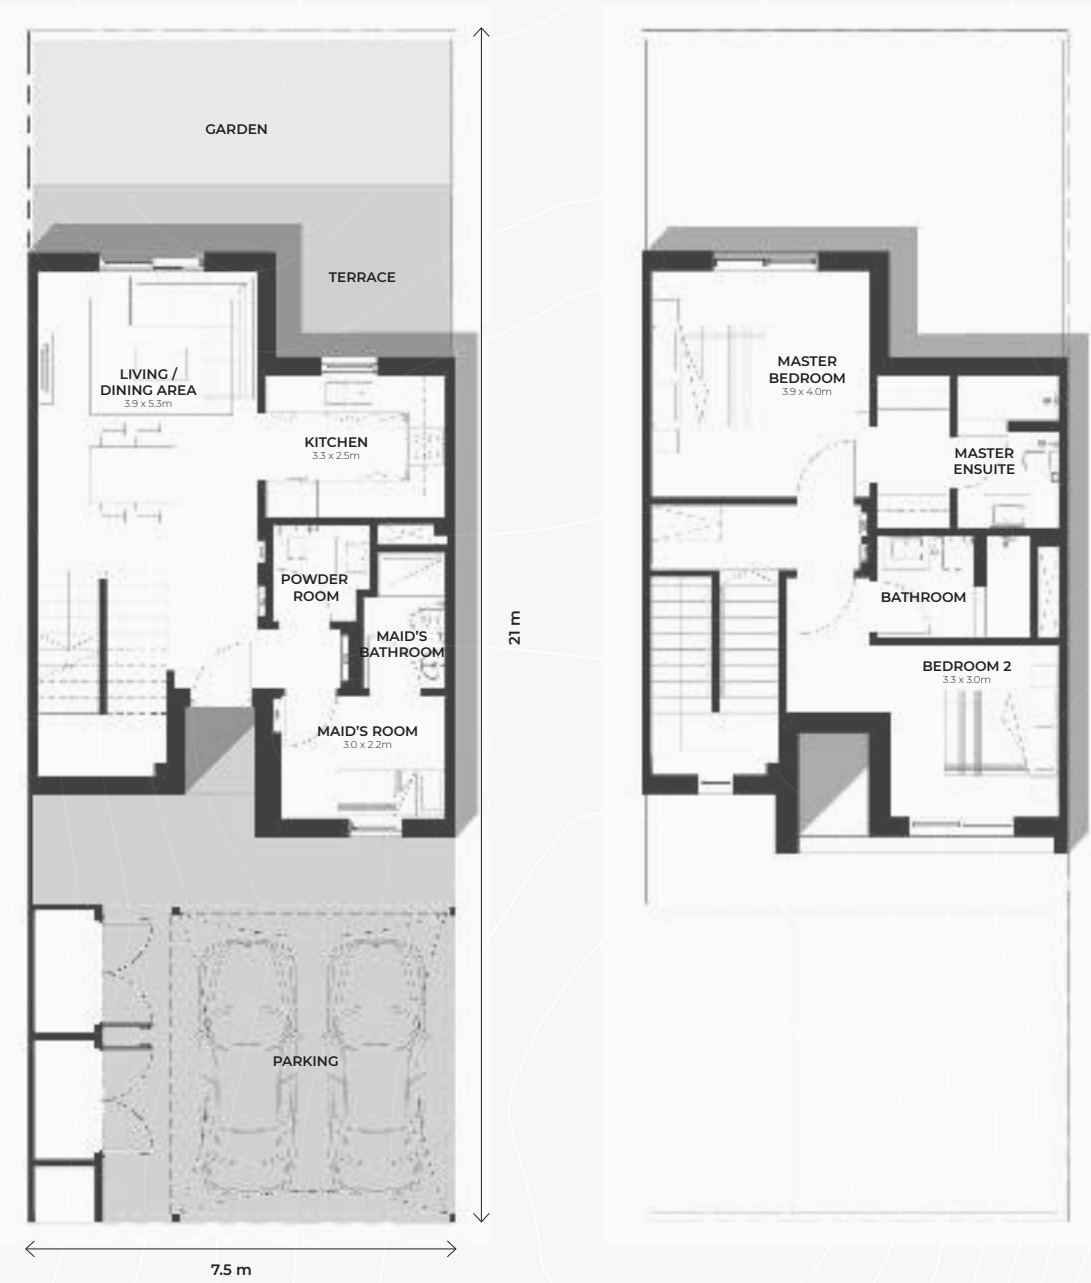 GARDEN
TERRACE
LIVING /
DINING AREA
3.9 x 5.3m
KITCHEN
3.3 x 2.5m
POWDER
ROOM
MAID'S
BATHROOM
MAID'S ROOM
3.0 x 2.2m
PARKING
7.5 m
21 m
MASTER
BEDROOM
3.9 x 4.0m
MASTER
ENSUITE
BATHROOM
BEDROOM 2
3.3 x 3.0m